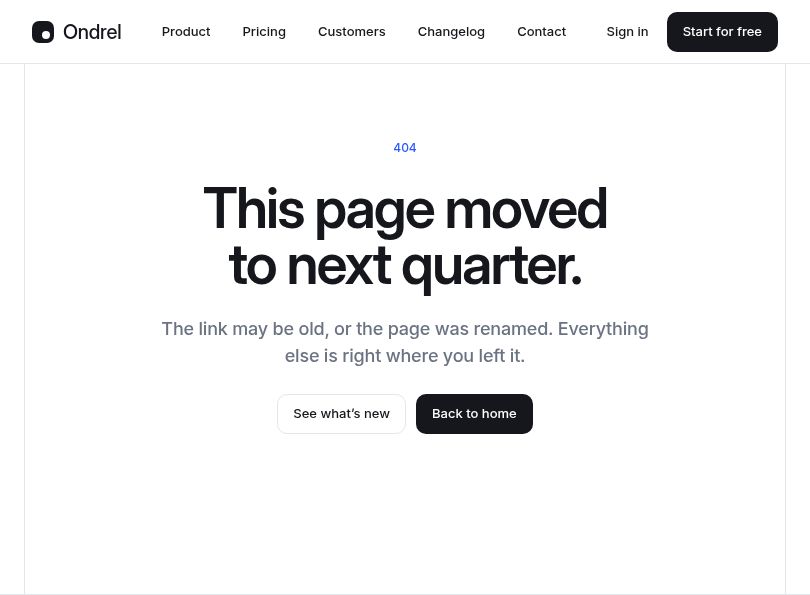 Ondrel Product Pricing Customers Changelog Contact Sign in Start for free
404
This page moved
to next quarter.
The link may be old, or the page was renamed. Everything
else is right where you left it.
See what’s new Back to home